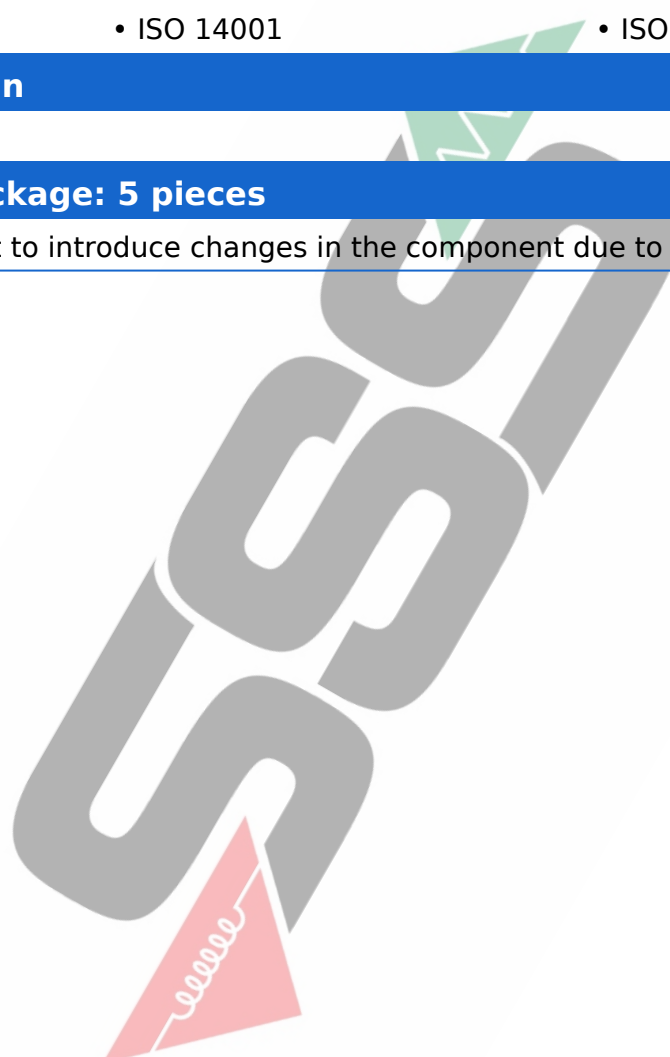 • ISO 14001 • ISO
n
ckage: 5 pieces
to introduce changes in the component due to